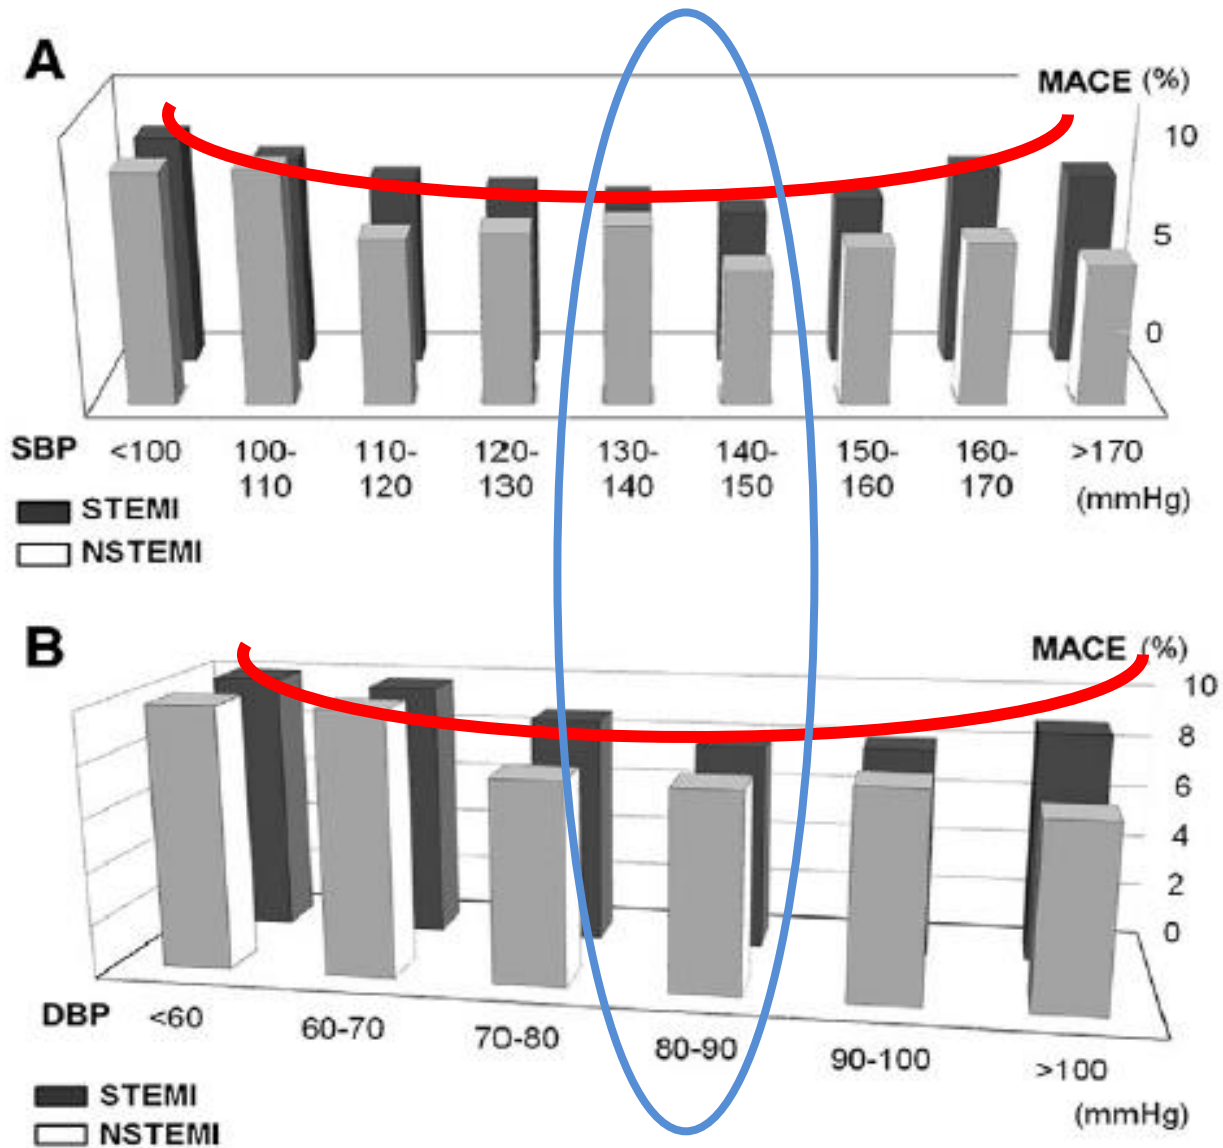 A
MACE (%)
10
5
0
SBP <100 100-110 110-120 120-130 130-140 140-150 150-160 160-170 >170
(mmHg)
STEMI
NSTEMI
B
MACE (%)
10
8
6
4
2
0
DBP <60 60-70 70-80 80-90 90-100 >100
(mmHg)
STEMI
NSTEMI